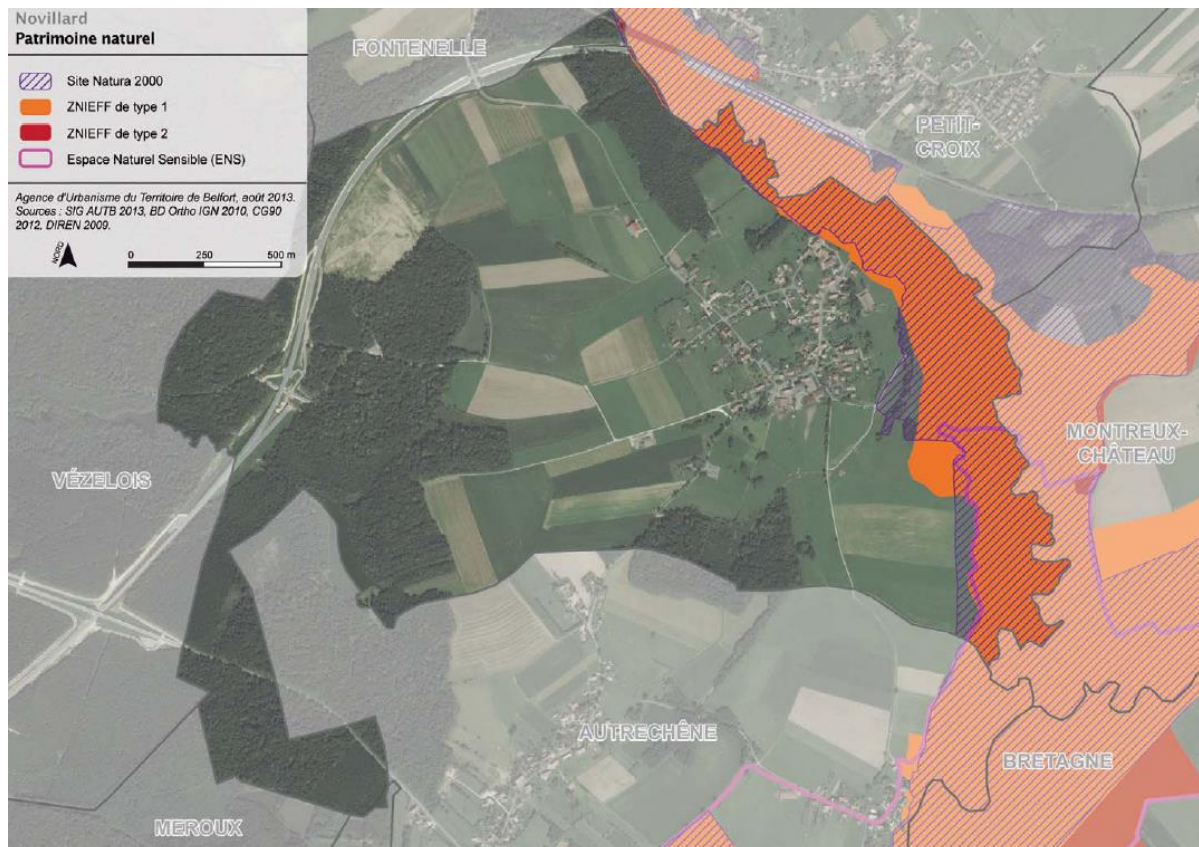 Novillard
Patrimoine naturel
Site Natura 2000
ZNIEFF de type 1
ZNIEFF de type 2
Espace Naturel Sensible (ENS)
Agence d'Urbanisme du Territoire de Belfort, août 2013.
Sources : SIG AUTB 2013, BD Ortho IGN 2010, CG90
2012, DIREN 2009.
NORD
0 250 500 m
FONTENELLE
PETIT-
CROIX
MONTREUX-
CHÂTEAU
VÉZELOIS
AUTRECHÊNE
BRETAGNE
MEROUX